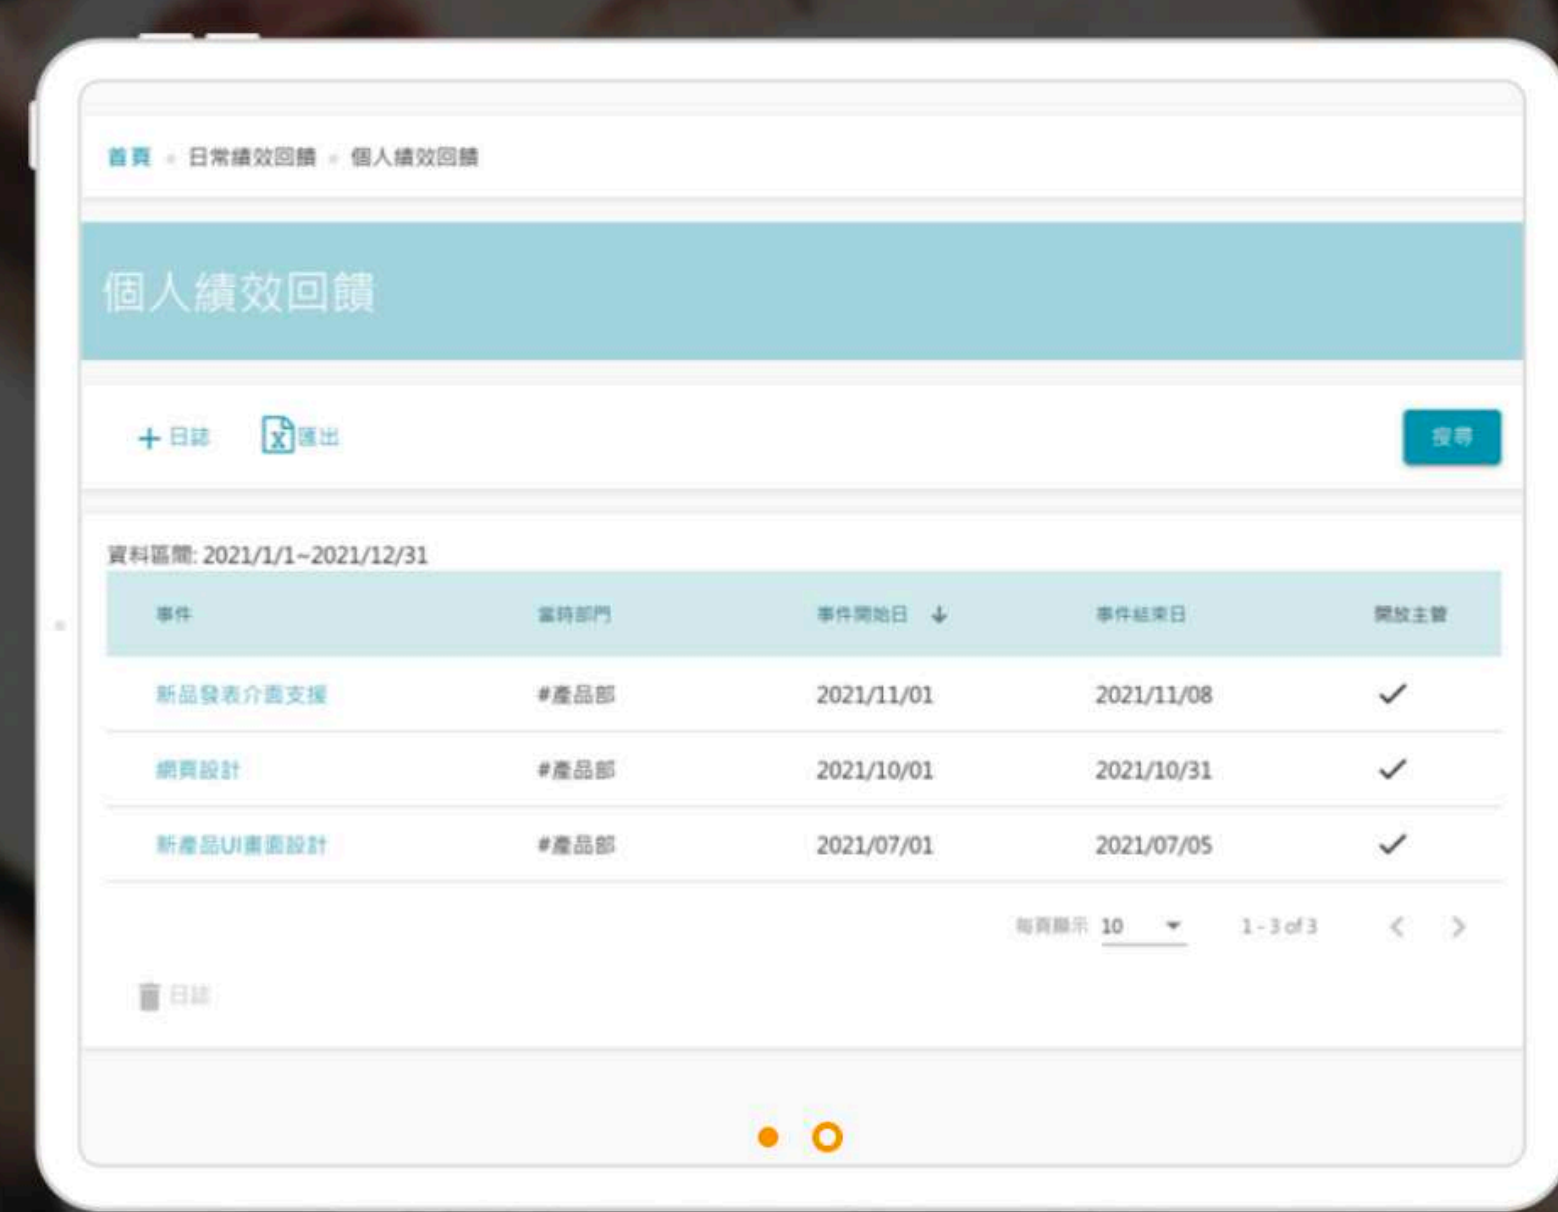 首頁 日常績效回饋 個人績效回饋
個人績效回饋
日誌 匯出 搜尋
資料區間: 2021/1/1~2021/12/31
事件 當時部門 事件開始日 ↓ 事件結束日 開放主管
新品發表介面支援 #產品部 2021/11/01 2021/11/08 ✓
網頁設計 #產品部 2021/10/01 2021/10/31 ✓
新產品UI畫面設計 #產品部 2021/07/01 2021/07/05 ✓
每頁顯示 10 1 - 3 of 3
日誌